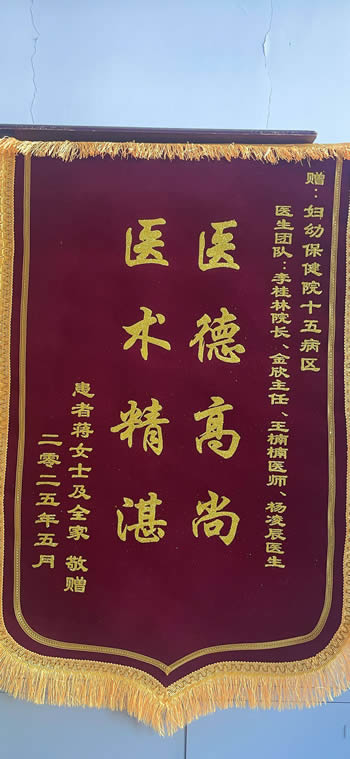 赠：妇幼保健院十五病区
医生团队：李桂林院长、金欣主任、王楠楠医师、杨凌辰医生
医德高尚
医术精湛
患者蒋女士及全家 敬赠
二零二五年五月